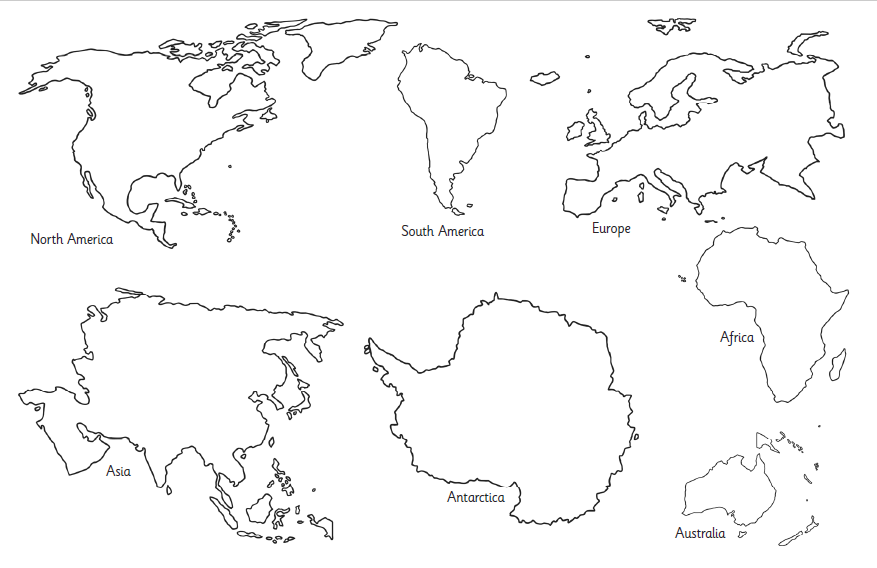 North America
South America
Europe
Africa
Asia
Antarctica
Australia